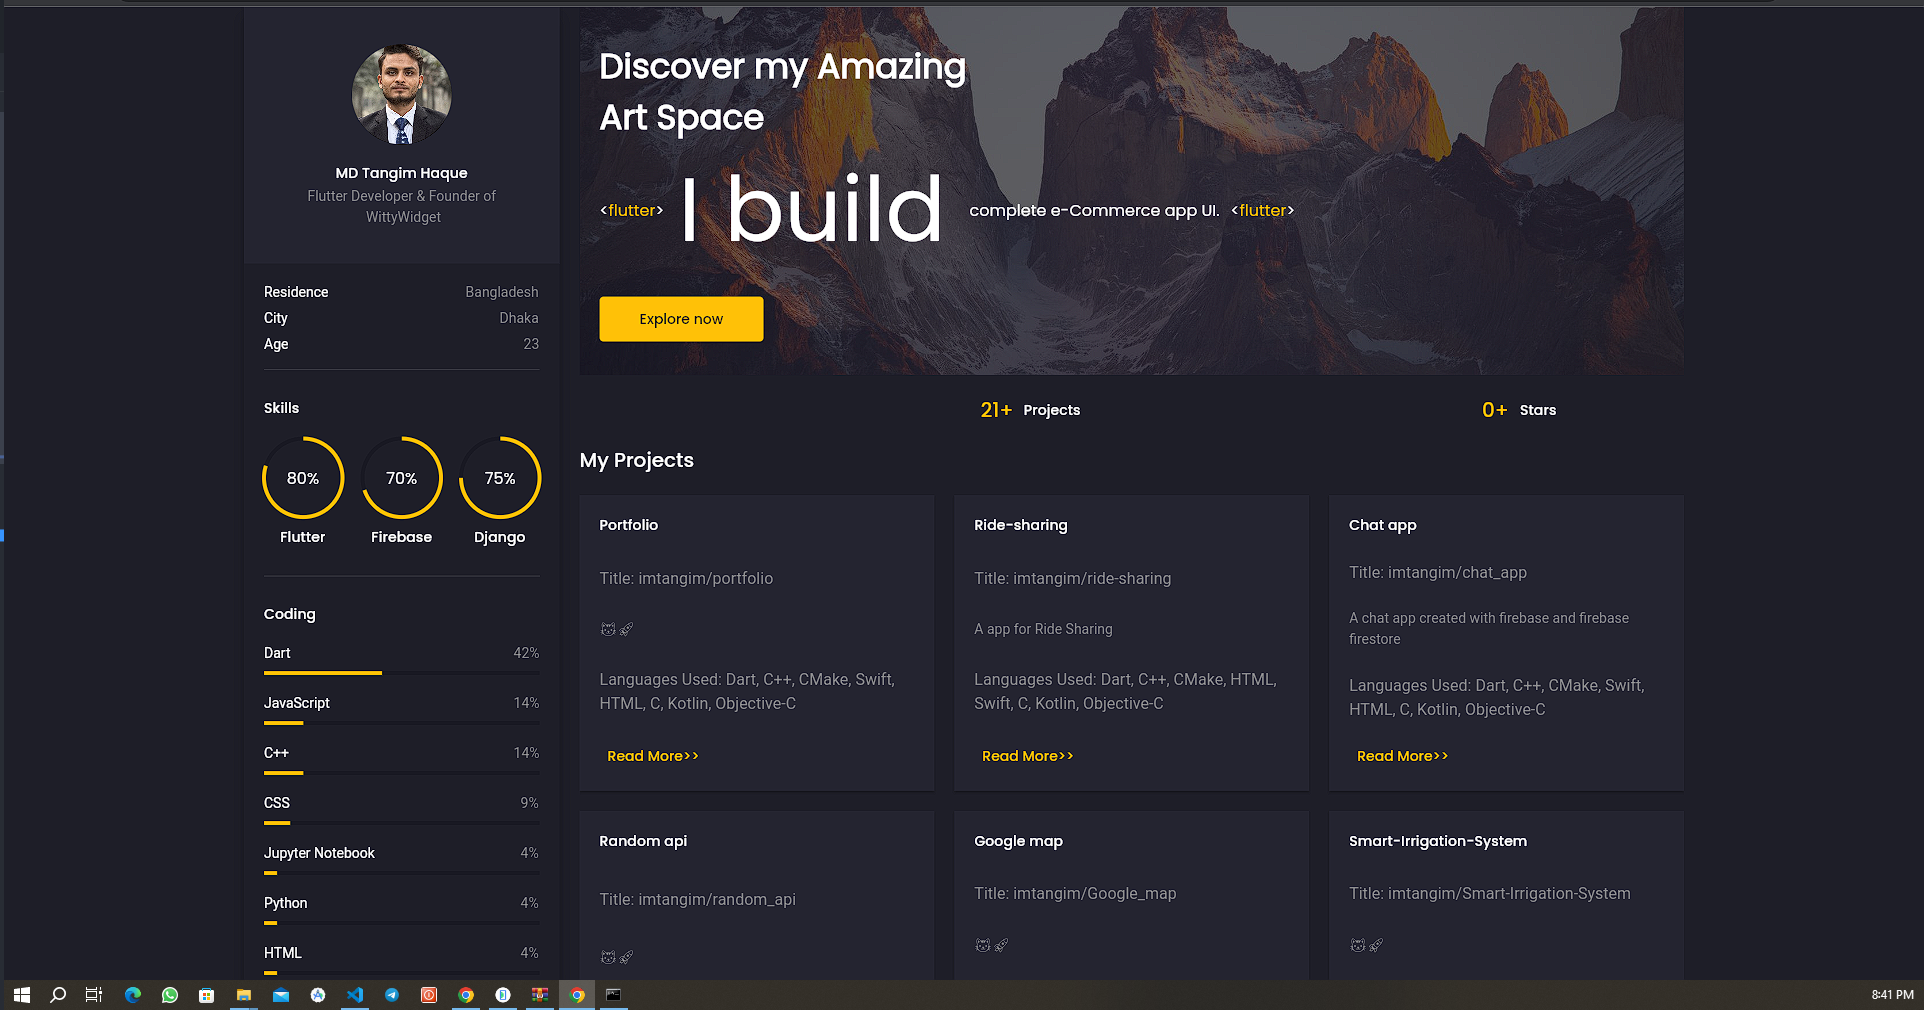 MD Tangim Haque
Flutter Developer & Founder of
WittyWidget
Residence Bangladesh
City Dhaka
Age 23
Skills
80% 70% 75%
Flutter Firebase Django
Coding
Dart 42%
JavaScript 14%
C++ 14%
CSS 9%
Jupyter Notebook 4%
Python 4%
HTML 4%
Discover my Amazing
Art Space
<flutter> I build complete e-Commerce app UI. <flutter>
Explore now
21+ Projects 0+ Stars
My Projects
Portfolio
Title: imtangim/portfolio
Languages Used: Dart, C++, CMake, Swift,
HTML, C, Kotlin, Objective-C
Read More>>
Ride-sharing
Title: imtangim/ride-sharing
A app for Ride Sharing
Languages Used: Dart, C++, CMake, HTML,
Swift, C, Kotlin, Objective-C
Read More>>
Chat app
Title: imtangim/chat_app
A chat app created with firebase and firebase
firestore
Languages Used: Dart, C++, CMake, Swift,
HTML, C, Kotlin, Objective-C
Read More>>
Random api
Title: imtangim/random_api
Google map
Title: imtangim/Google_map
Smart-Irrigation-System
Title: imtangim/Smart-Irrigation-System
8:41 PM